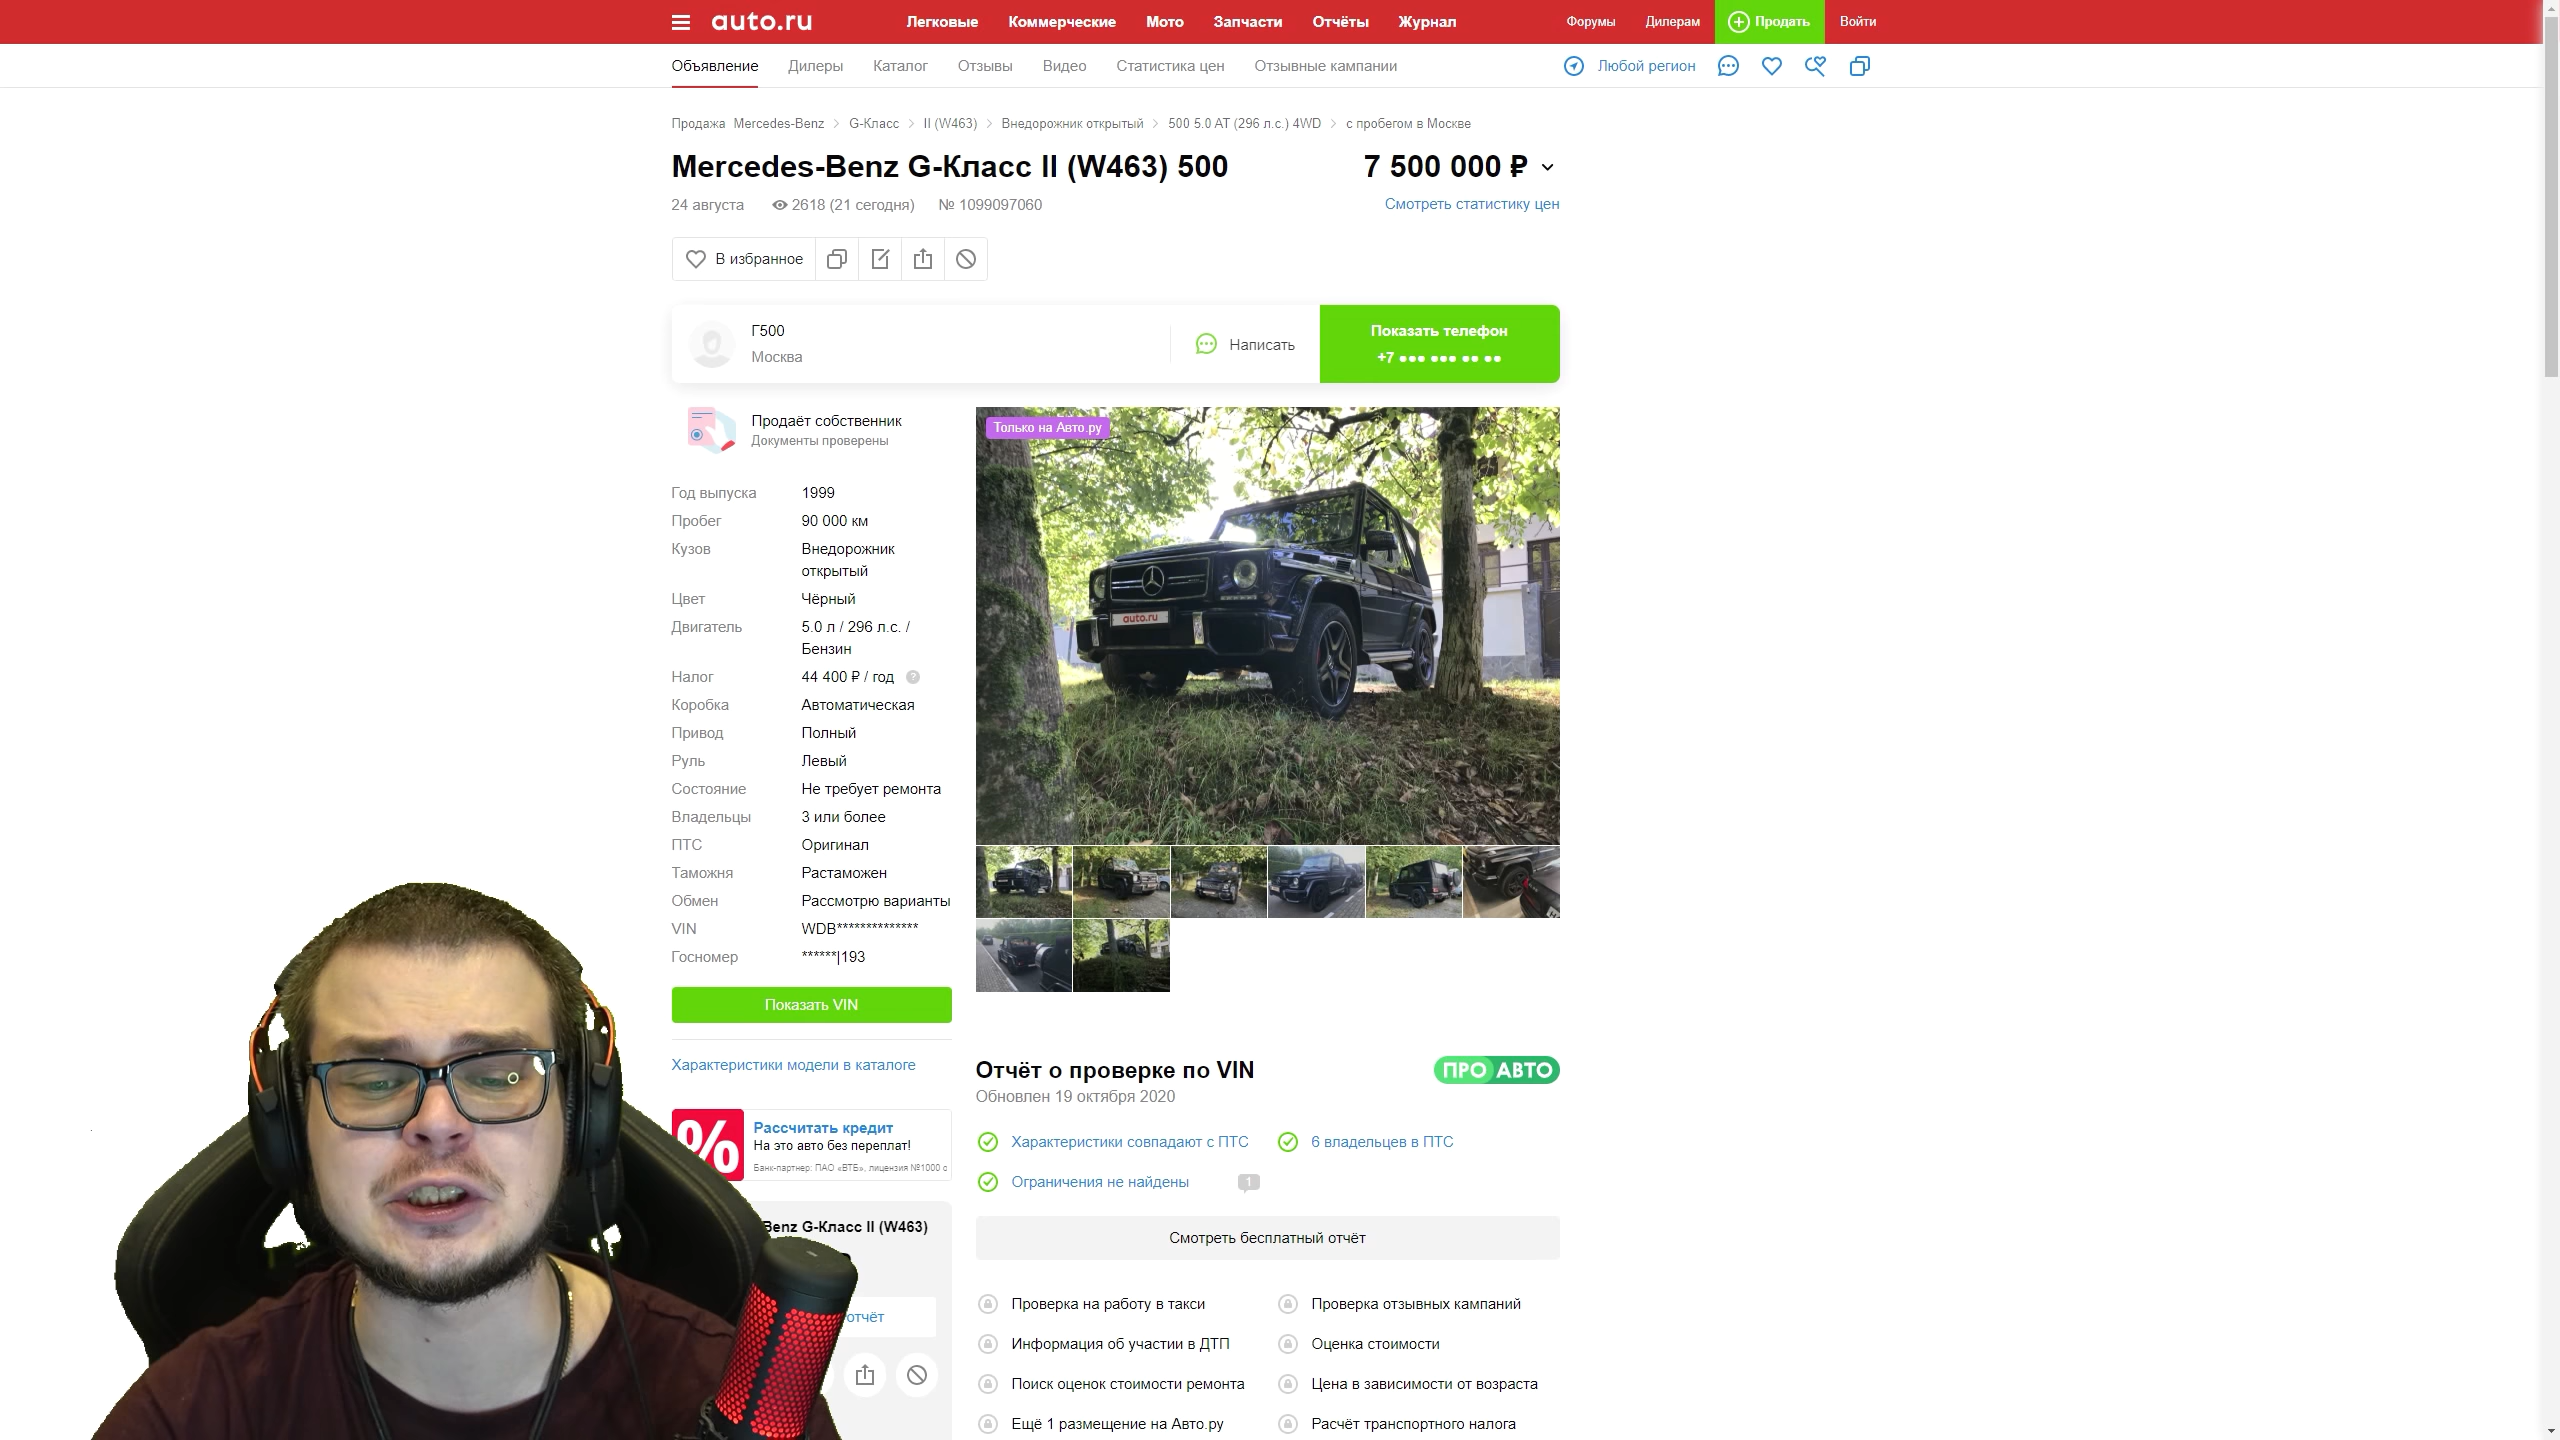 auto.ru
Легковые Коммерческие Мото Запчасти Отчёты Журнал
Форумы Дилерам Продать Войти
Объявление Дилеры Каталог Отзывы Видео Статистика цен Отзывные кампании
Любой регион
Продажа Mercedes-Benz > G-Класс > II (W463) > Внедорожник открытый > 500 5.0 AT (296 л.с.) 4WD > с пробегом в Москве
Mercedes-Benz G-Класс II (W463) 500
7 500 000 ₽
24 августа 2618 (21 сегодня) № 1099097060
Смотреть статистику цен
В избранное
Г500
Москва
Написать
Показать телефон
+7 ●●● ●●● ●● ●●
Продаёт собственник
Документы проверены
Только на Авто.ру
auto.ru
Год выпуска 1999
Пробег 90 000 км
Кузов Внедорожник
открытый
Цвет Чёрный
Двигатель 5.0 л / 296 л.с. /
Бензин
Налог 44 400 ₽ / год ?
Коробка Автоматическая
Привод Полный
Руль Левый
Состояние Не требует ремонта
Владельцы 3 или более
ПТС Оригинал
Таможня Растаможен
Обмен Рассмотрю варианты
VIN WDB**************
Госномер ******|193
Показать VIN
Характеристики модели в каталоге
%
Рассчитать кредит
На это авто без переплат!
Банк-партнер: ПАО «ВТБ», лицензия №1000 о
Benz G-Класс II (W463)
отчёт
Отчёт о проверке по VIN
ПРО АВТО
Обновлен 19 октября 2020
Характеристики совпадают с ПТС
6 владельцев в ПТС
Ограничения не найдены
1
Смотреть бесплатный отчёт
Проверка на работу в такси
Проверка отзывных кампаний
Информация об участии в ДТП
Оценка стоимости
Поиск оценок стоимости ремонта
Цена в зависимости от возраста
Ещё 1 размещение на Авто.ру
Расчёт транспортного налога